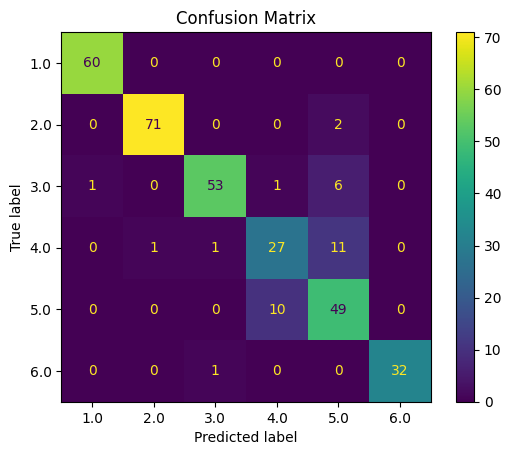 Confusion Matrix
True label
1.0 60 0 0 0 0 0
2.0 0 71 0 0 2 0
3.0 1 0 53 1 6 0
4.0 0 1 1 27 11 0
5.0 0 0 0 10 49 0
6.0 0 0 1 0 0 32
1.0 2.0 3.0 4.0 5.0 6.0
Predicted label
70
60
50
40
30
20
10
0